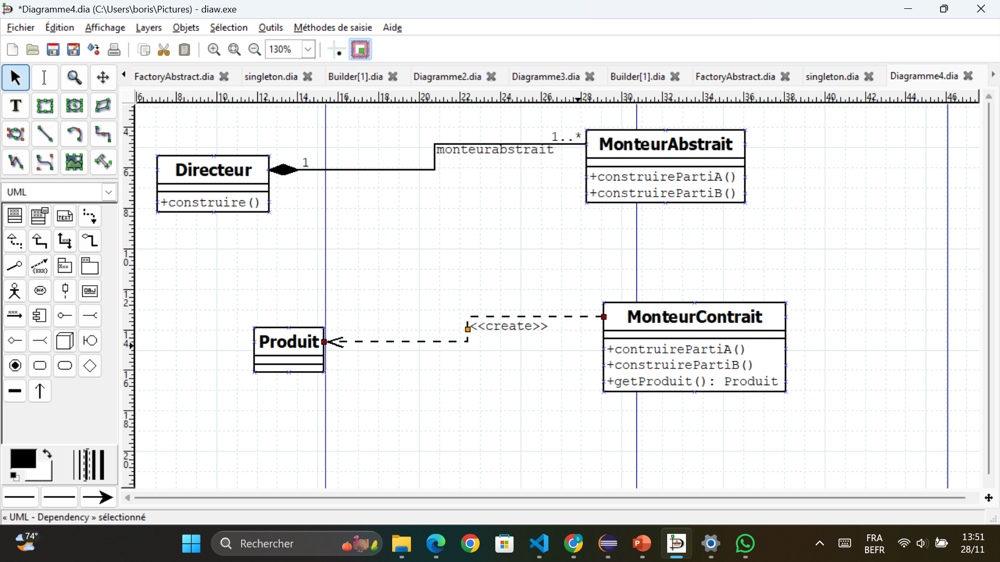 *Diagramme4.dia (C:\Users\boris\Pictures) - diaw.exe
Fichier Édition Affichage Layers Objets Sélection Outils Méthodes de saisie Aide
130%
FactoryAbstract.dia singleton.dia Builder[1].dia Diagramme2.dia Diagramme3.dia Builder[1].dia FactoryAbstract.dia singleton.dia Diagramme4.dia
6 8 10 12 14 16 18 20 22 24 26 28 30 32 34 36 38 40 42 44 46
4
6
8
10
12
14
16
18
20
T
UML
TEXT
OBJ
Directeur
+construire()
1
monteurabstrait
1..*
MonteurAbstrait
+construirePartiA()
+construirePartiB()
Produit
<<create>>
MonteurContrait
+contruirePartiA()
+construirePartiB()
+getProduit(): Produit
« UML - Dependency » sélectionné
74°
Rechercher
FRA
BEFR
13:51
28/11